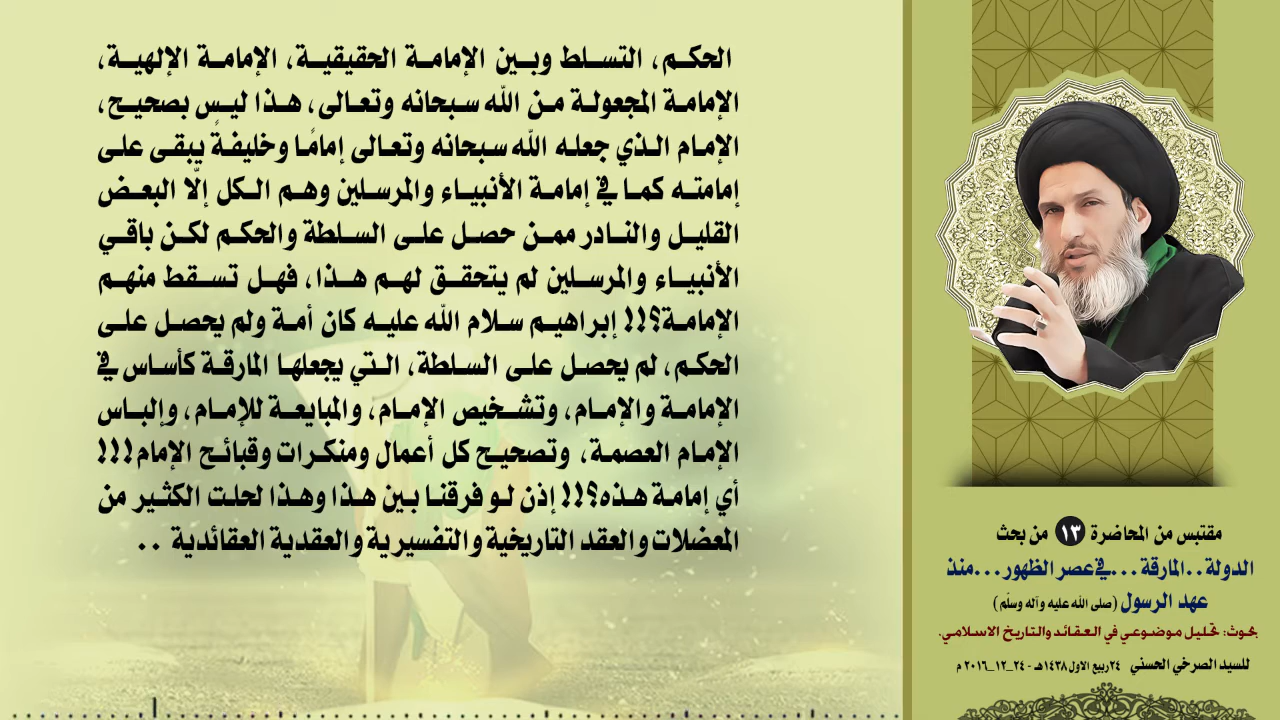 الحكم، التسلط وبين الإمامة الحقيقية، الإمامة الإلهية،
الإمامة المجعولة من الله سبحانه وتعالى، هذا ليس بصحيح،
الإمام الذي جعله الله سبحانه وتعالى إمامًا وخليفةً يبقى على
إمامته كما في إمامة الأنبياء والمرسلين وهم الكل إلّا البعض
القليل والنادر ممن حصل على السلطة والحكم لكن باقي
الأنبياء والمرسلين لم يتحقق لهم هذا، فهل تسقط منهم
الإمامة؟!! إبراهيم سلام الله عليه كان أمة ولم يحصل على
الحكم، لم يحصل على السلطة، التي يجعلها المارقة كأساس في
الإمامة والإمام، وتشخيص الإمام، والمبايعة للإمام، وإلباس
الإمام العصمة، وتصحيح كل أعمال ومنكرات وقبائح الإمام!!!
أي إمامة هذه؟!! إذن لو فرقنا بين هذا وهذا لحلت الكثير من
المعضلات والعقد التاريخية والتفسيرية والعقدية العقائدية ..
مقتبس من المحاضرة ١٣ من بحث
الدولة..المارقة...في عصر الظهور...منذ
عهد الرسول (صلى الله عليه وآله وسلّم)
بحوث: تحليل موضوعي في العقائد والتاريخ الاسلامي.
للسيد الصرخي الحسني ٢٤ ربيع الاول ١٤٣٨هـ - ٢٤_١٢_٢٠١٦ م